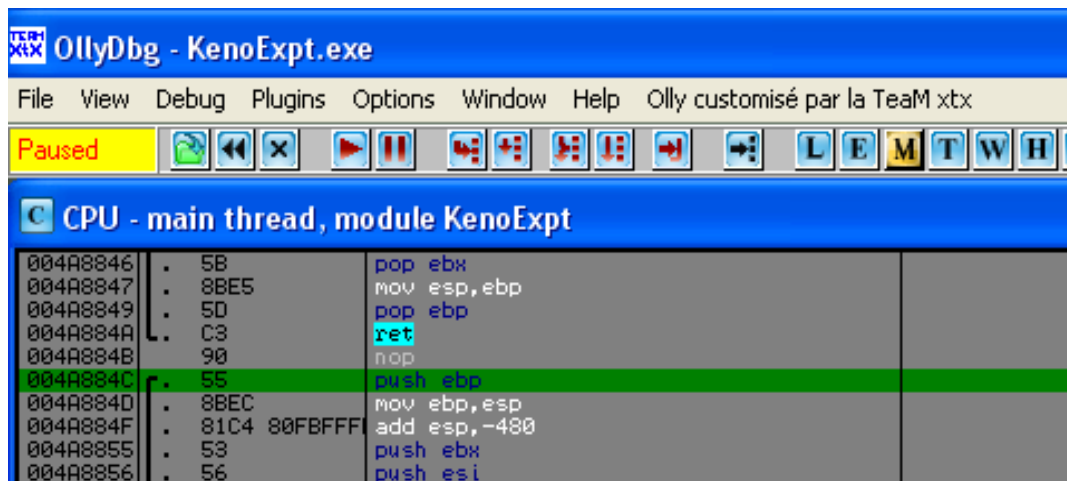 TEAM
XtX OllyDbg - KenoExpt.exe
File View Debug Plugins Options Window Help Olly customisé par la TeaM xtx
Paused L E M T W H
C CPU - main thread, module KenoExpt
004A8846 . 5B pop ebx
004A8847 . 8BE5 mov esp,ebp
004A8849 . 5D pop ebp
004A884A . C3 ret
004A884B 90 nop
004A884C . 55 push ebp
004A884D . 8BEC mov ebp,esp
004A884F . 81C4 80FBFFF add esp,-480
004A8855 . 53 push ebx
004A8856 . 56 push esi